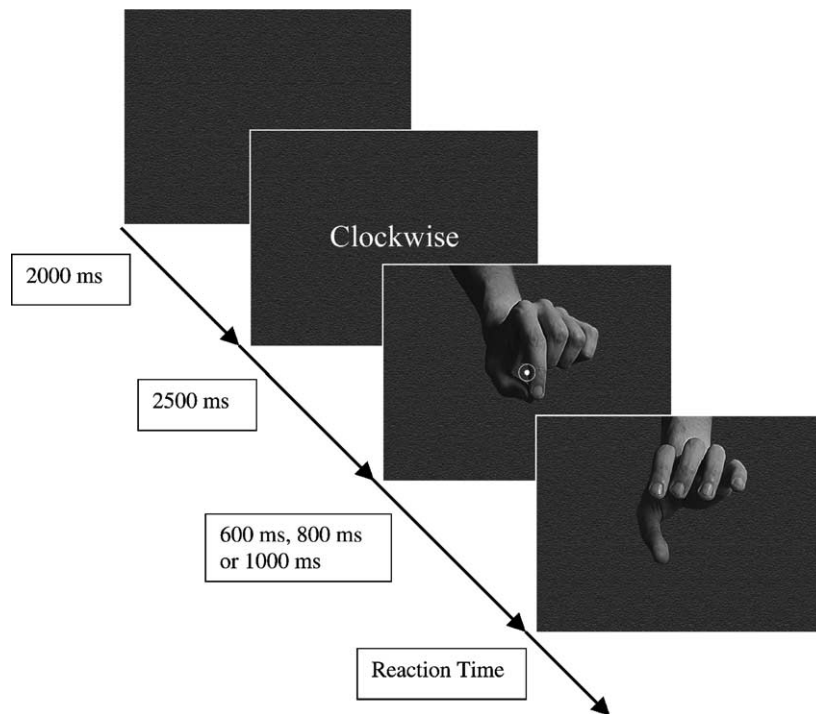 Clockwise
2000 ms
2500 ms
600 ms, 800 ms
or 1000 ms
Reaction Time